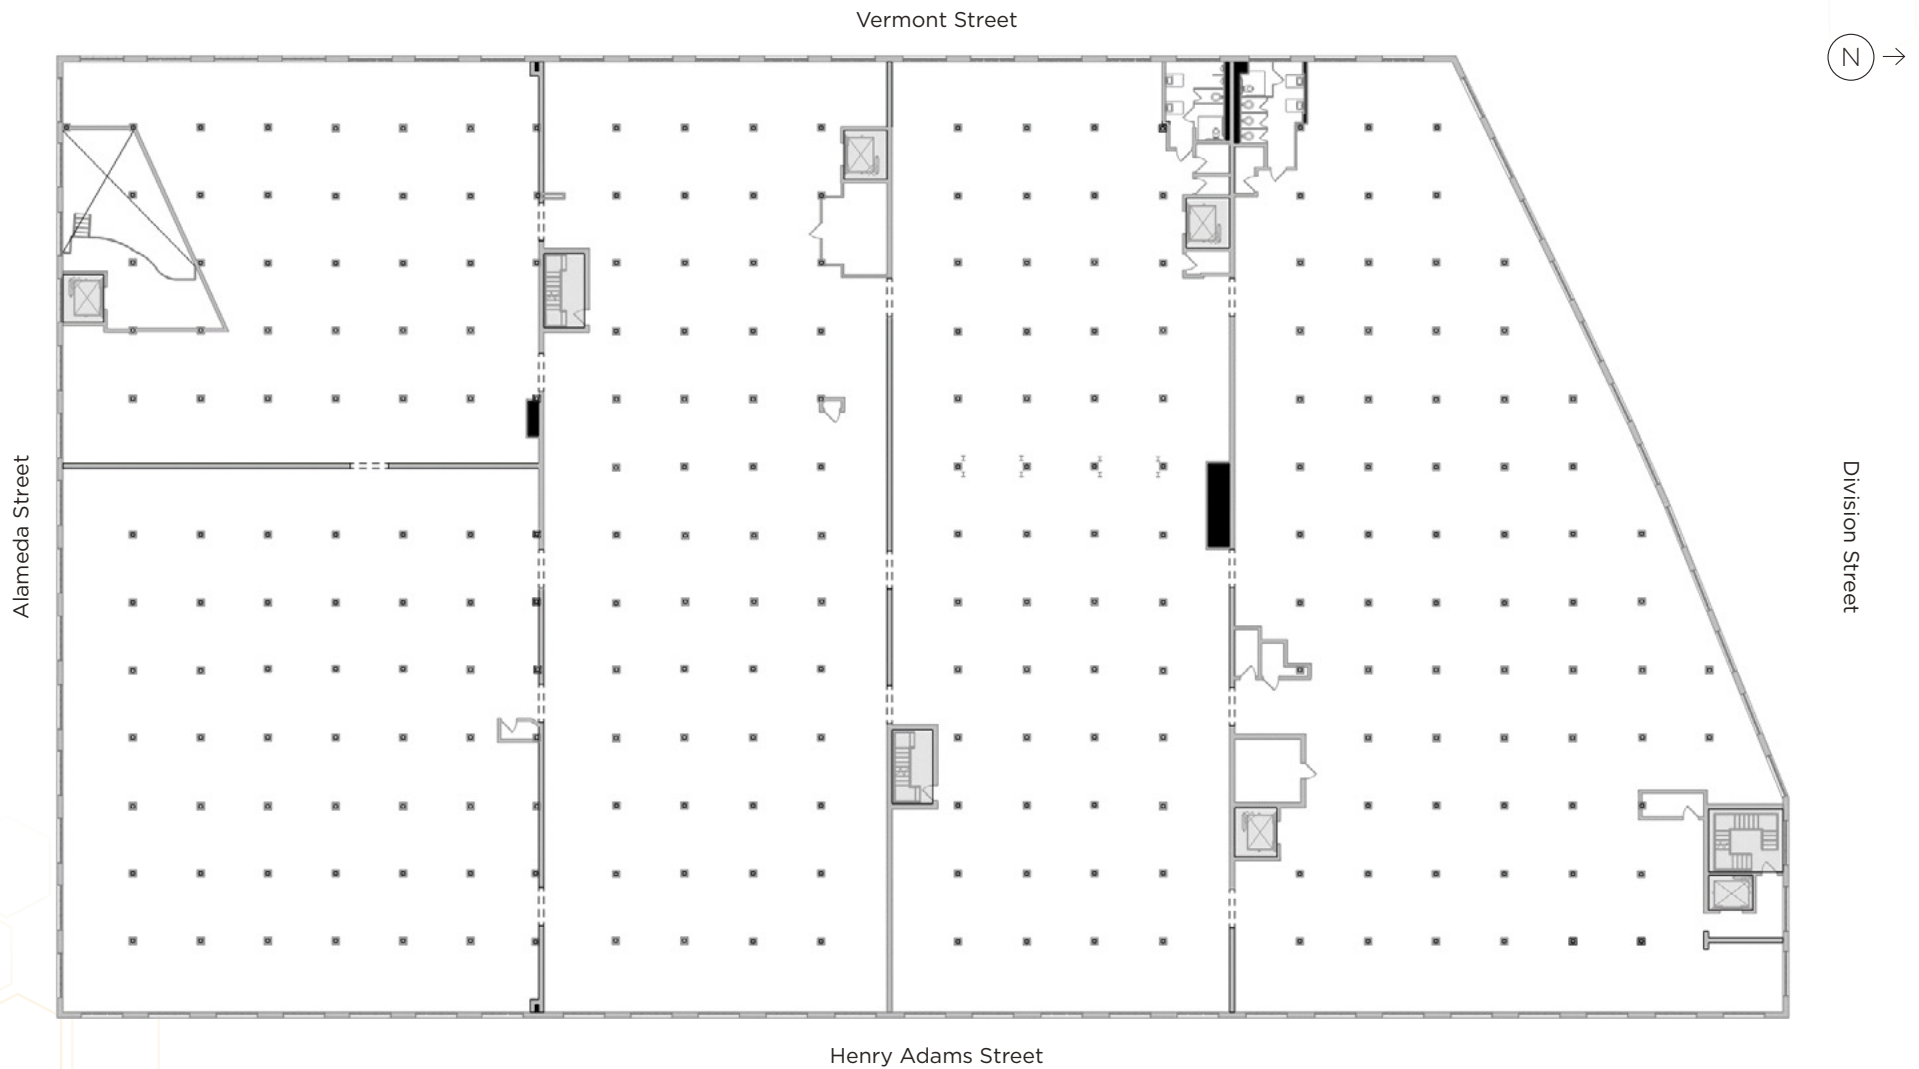 Vermont Street
N
Alameda Street
Division Street
Henry Adams Street